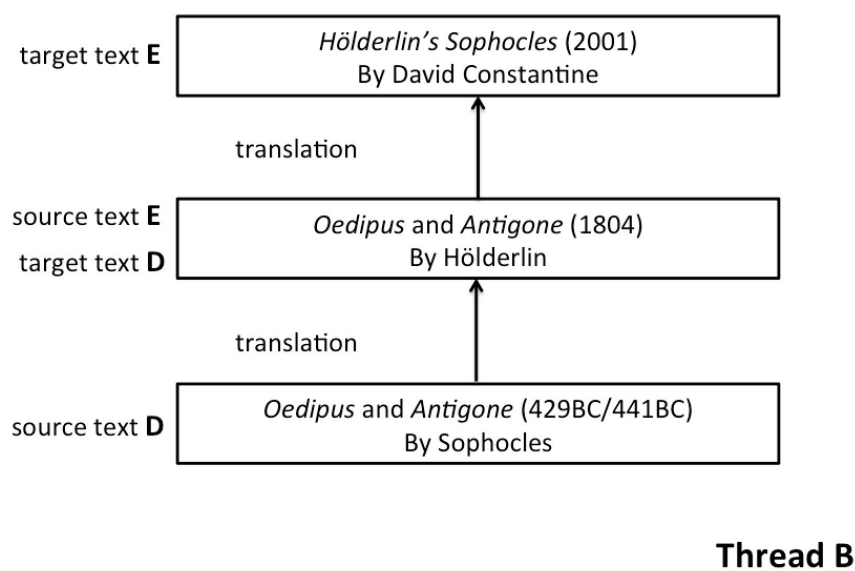 target text E
Hölderlin's Sophocles (2001)
By David Constantine
translation
source text E
target text D
Oedipus and Antigone (1804)
By Hölderlin
translation
source text D
Oedipus and Antigone (429BC/441BC)
By Sophocles
Thread B